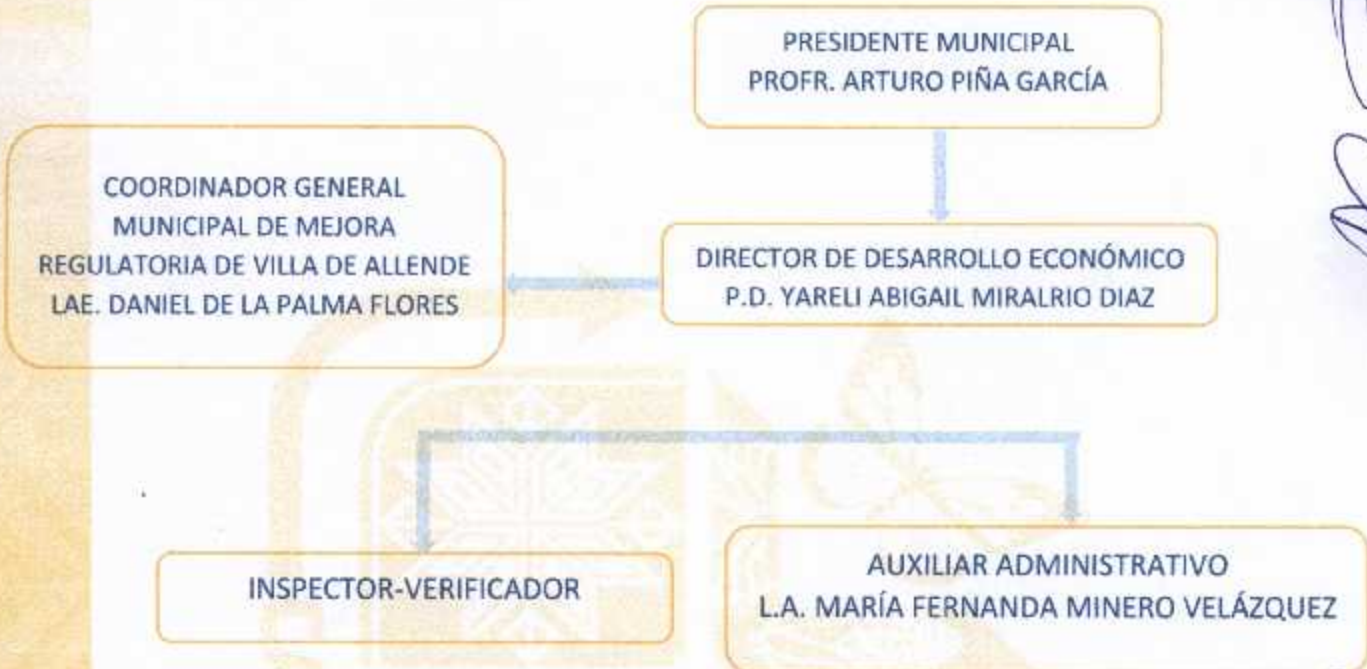 PRESIDENTE MUNICIPAL
PROFR. ARTURO PIÑA GARCÍA
COORDINADOR GENERAL
MUNICIPAL DE MEJORA
REGULATORIA DE VILLA DE ALLENDE
LAE. DANIEL DE LA PALMA FLORES
DIRECTOR DE DESARROLLO ECONÓMICO
P.D. YARELI ABIGAIL MIRALRIO DIAZ
INSPECTOR-VERIFICADOR
AUXILIAR ADMINISTRATIVO
L.A. MARÍA FERNANDA MINERO VELÁZQUEZ